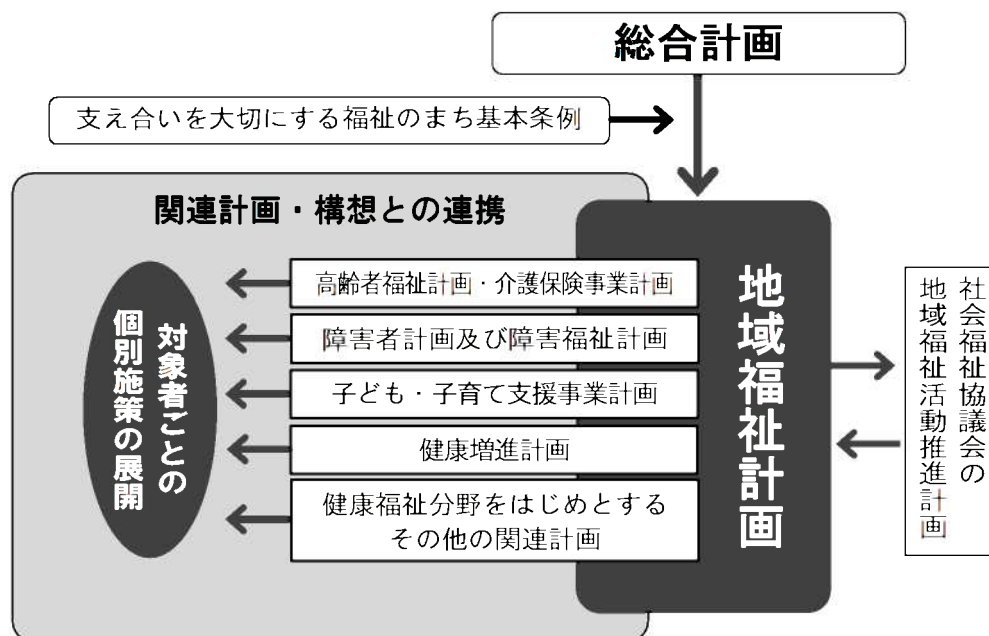 総合計画
支え合いを大切にする福祉のまち基本条例
関連計画・構想との連携
高齢者福祉計画・介護保険事業計画
障害者計画及び障害福祉計画
子ども・子育て支援事業計画
健康増進計画
健康福祉分野をはじめとする
その他の関連計画
対象者ごとの
個別施策の展開
地域福祉計画
社会福祉協議会の
地域福祉活動推進計画